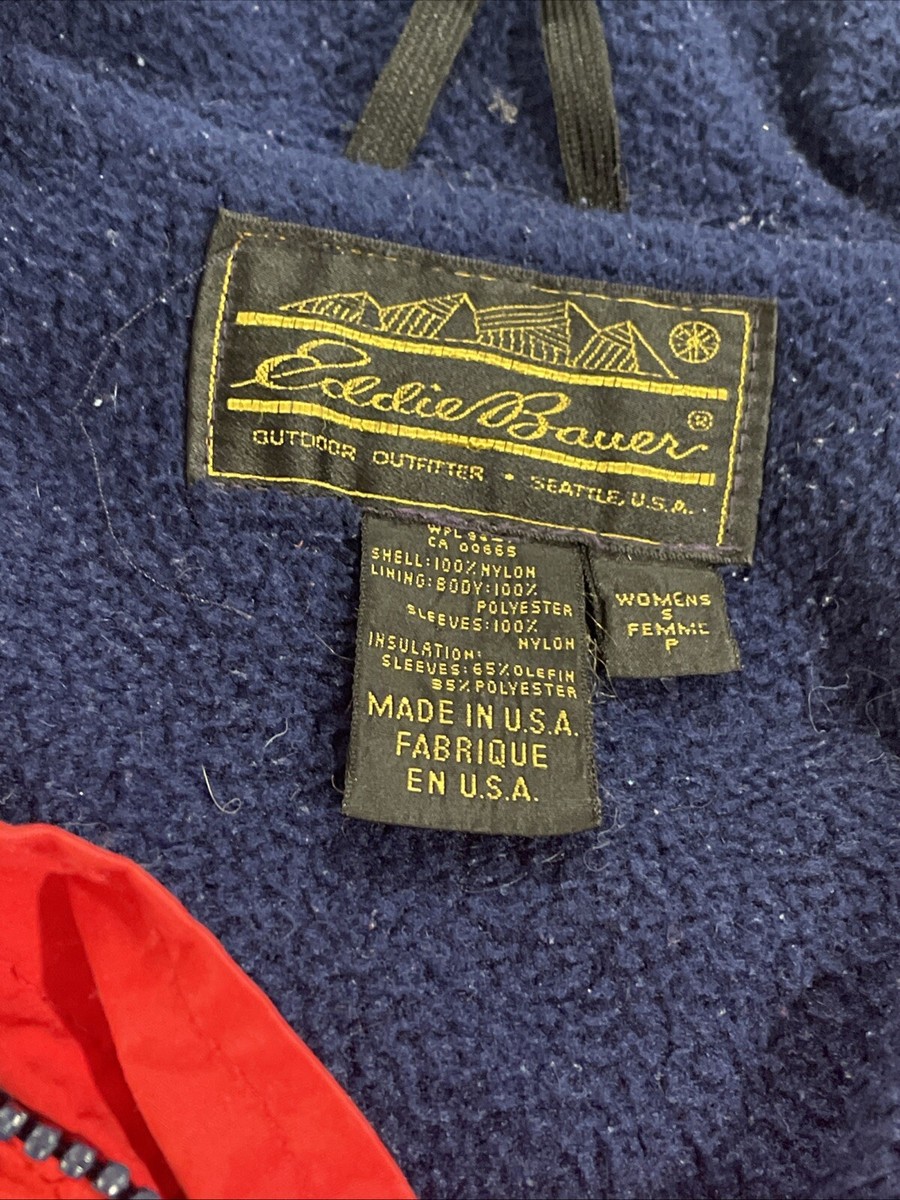 Eddie Bauer ®
OUTDOOR OUTFITTER • SEATTLE, U.S.A.
WPL
CA 00665
SHELL:100% NYLON
LINING: BODY:100%
POLYESTER
SLEEVES:100%
NYLON
INSULATION:
SLEEVES: 65% OLEFIN
35% POLYESTER
MADE IN U.S.A.
FABRIQUE
EN U.S.A.
WOMENS
S
FEMME
P